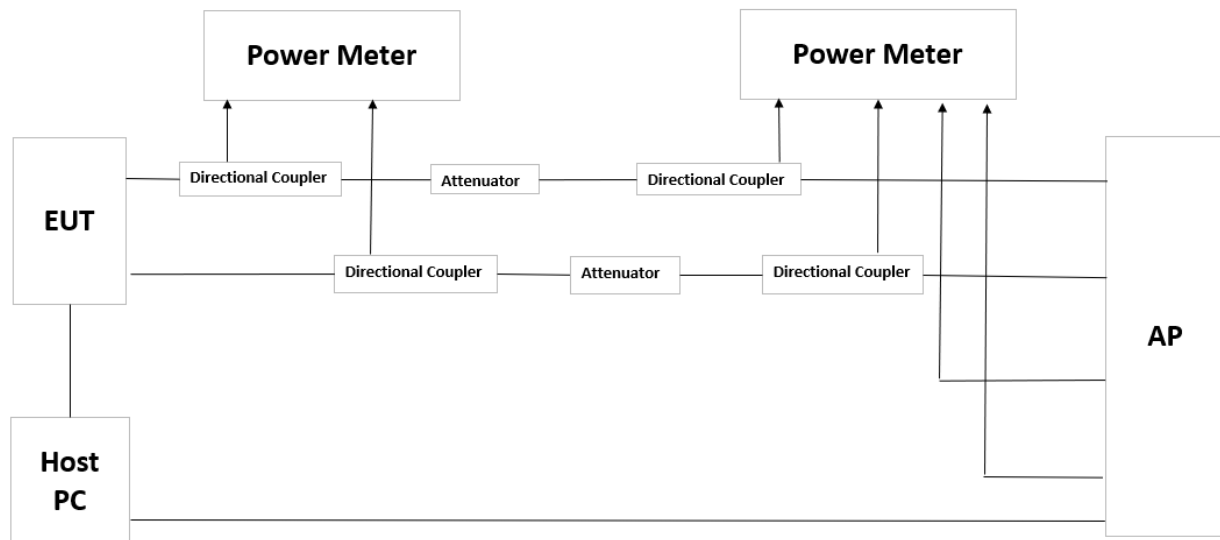 Power Meter
Power Meter
Directional Coupler
Attenuator
Directional Coupler
EUT
Directional Coupler
Attenuator
Directional Coupler
AP
Host
PC